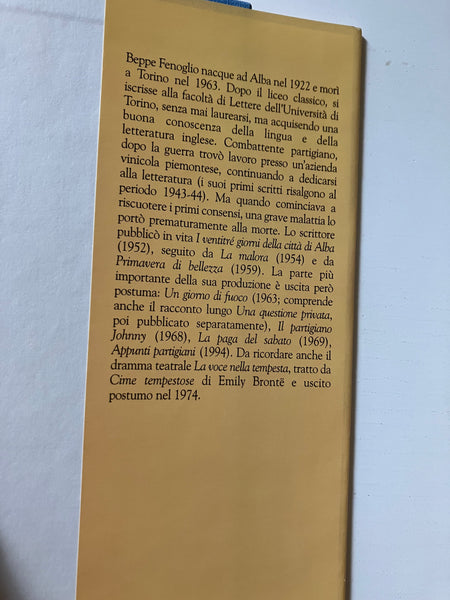 Beppe Fenoglio nacque ad Alba nel 1922 e morì
a Torino nel 1963. Dopo il liceo classico, si
iscrisse alla facoltà di Lettere dell'Università di
Torino, senza mai laurearsi, ma acquisendo una
buona conoscenza della lingua e della
letteratura inglese. Combattente partigiano,
dopo la guerra trovò lavoro presso un'azienda
vinicola piemontese, continuando a dedicarsi
alla letteratura (i suoi primi scritti risalgono al
periodo 1943-44). Ma quando cominciava a
riscuotere i primi consensi, una grave malattia lo
portò prematuramente alla morte. Lo scrittore
pubblicò in vita I ventitré giorni della città di Alba
(1952), seguito da La malora (1954) e da
Primavera di bellezza (1959). La parte più
importante della sua produzione è uscita però
postuma: Un giorno di fuoco (1963; comprende
anche il racconto lungo Una questione privata,
poi pubblicato separatamente), Il partigiano
Johnny (1968), La paga del sabato (1969),
Appunti partigiani (1994). Da ricordare anche il
dramma teatrale La voce nella tempesta, tratto da
Cime tempestose di Emily Brontë e uscito
postumo nel 1974.